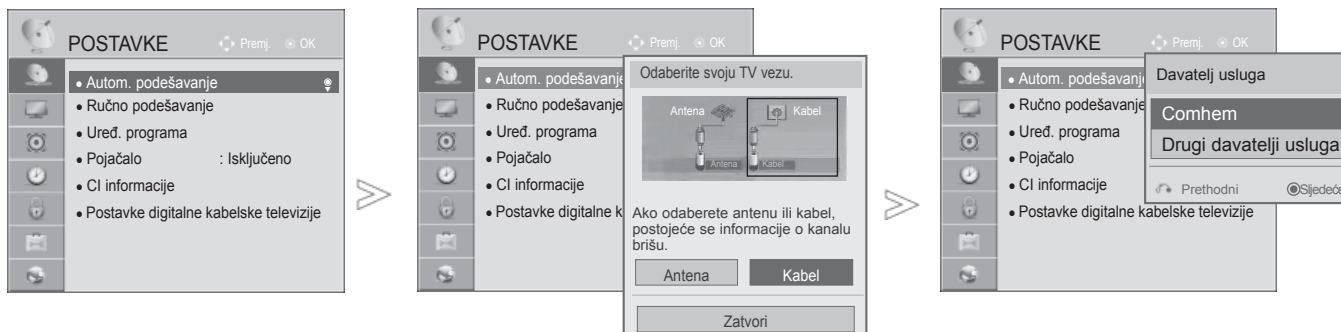 POSTAVKE
Premj. OK
• Autom. podešavanje
• Ručno podešavanje
• Uređ. programa
• Pojačalo : Isključeno
• CI informacije
• Postavke digitalne kabelske televizije
POSTAVKE
Premj. OK
• Autom. podešavanje
• Ručno podešavanje
• Uređ. programa
• Pojačalo
• CI informacije
• Postavke digitalne k
Odaberite svoju TV vezu.
Antena Kabel
Antena Kabel
Ako odaberete antenu ili kabel,
postojeće se informacije o kanalu
brišu.
Antena Kabel
Zatvori
POSTAVKE
Premj. OK
• Autom. podešavanj
• Ručno podešavanje
• Uređ. programa
• Pojačalo
• CI informacije
• Postavke digitalne kabelske televizije
Davatelj usluga
Comhem
Drugi davatelji usluga
Prethodni Sljedeće